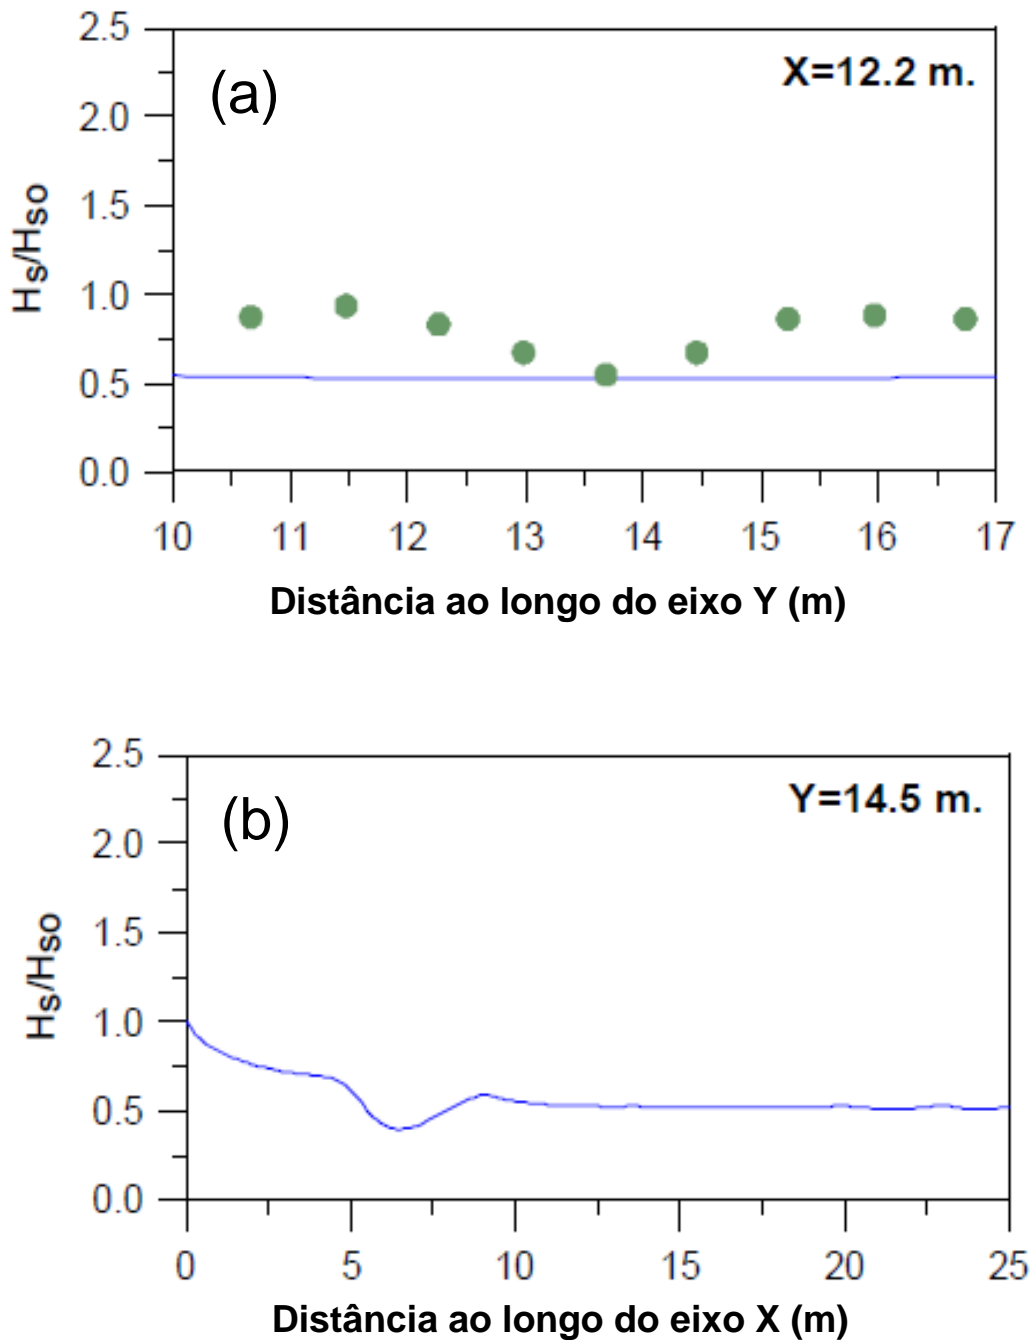 2.5
(a)
X=12.2 m.
2.0
1.5
Hs/Hso
1.0
0.5
0.0
10 11 12 13 14 15 16 17
Distância ao longo do eixo Y (m)
2.5
(b)
Y=14.5 m.
2.0
1.5
Hs/Hso
1.0
0.5
0.0
0 5 10 15 20 25
Distância ao longo do eixo X (m)